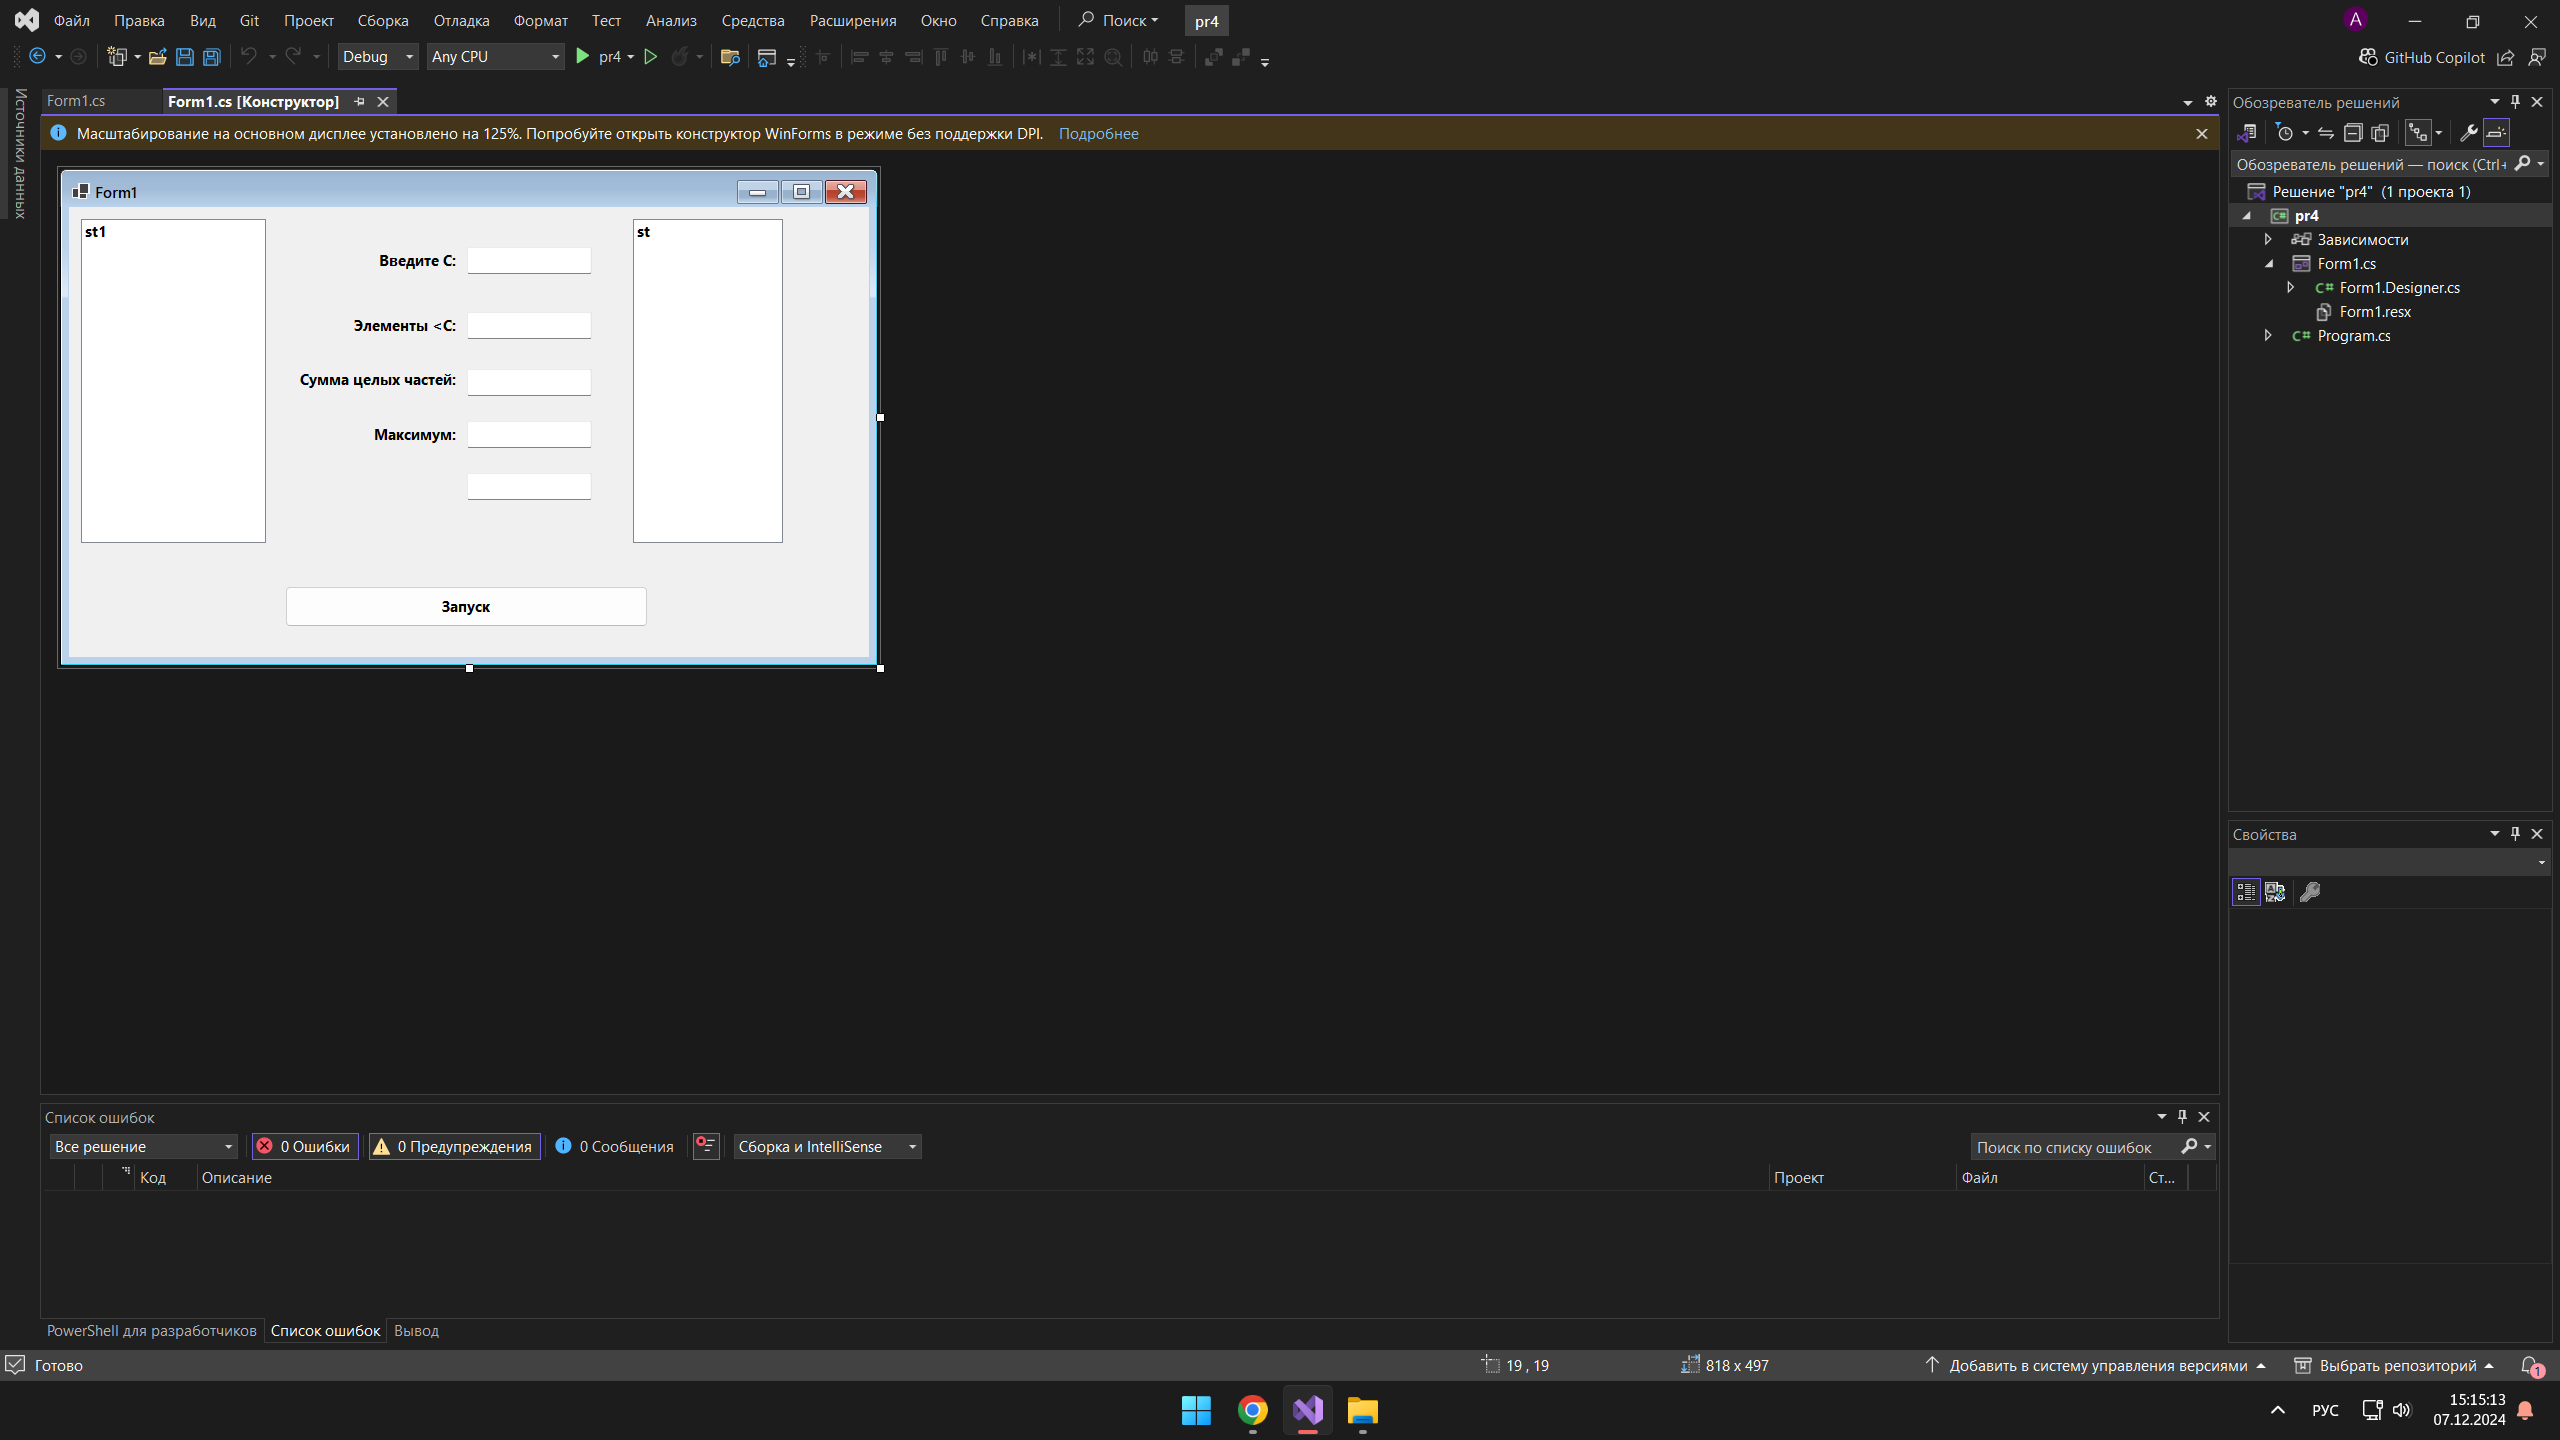 Файл Правка Вид Git Проект Сборка Отладка Формат Тест Анализ Средства Расширения Окно Справка Поиск pr4 A
Debug Any CPU pr4 GitHub Copilot
Источники данных
Form1.cs Form1.cs [Конструктор]
Масштабирование на основном дисплее установлено на 125%. Попробуйте открыть конструктор WinForms в режиме без поддержки DPI. Подробнее
Form1
st1
Введите C:
Элементы <C:
Сумма целых частей:
Максимум:
st
Запуск
Обозреватель решений
Обозреватель решений — поиск (Ctrl+
Решение "pr4" (1 проекта 1)
pr4
Зависимости
Form1.cs
C# Form1.Designer.cs
Form1.resx
C# Program.cs
Свойства
Список ошибок
Все решение 0 Ошибки 0 Предупреждения 0 Сообщения Сборка и IntelliSense Поиск по списку ошибок
Код Описание Проект Файл Ст...
PowerShell для разработчиков Список ошибок Вывод
Готово 19 , 19 818 x 497 Добавить в систему управления версиями Выбрать репозиторий 1
РУС 15:15:13
07.12.2024